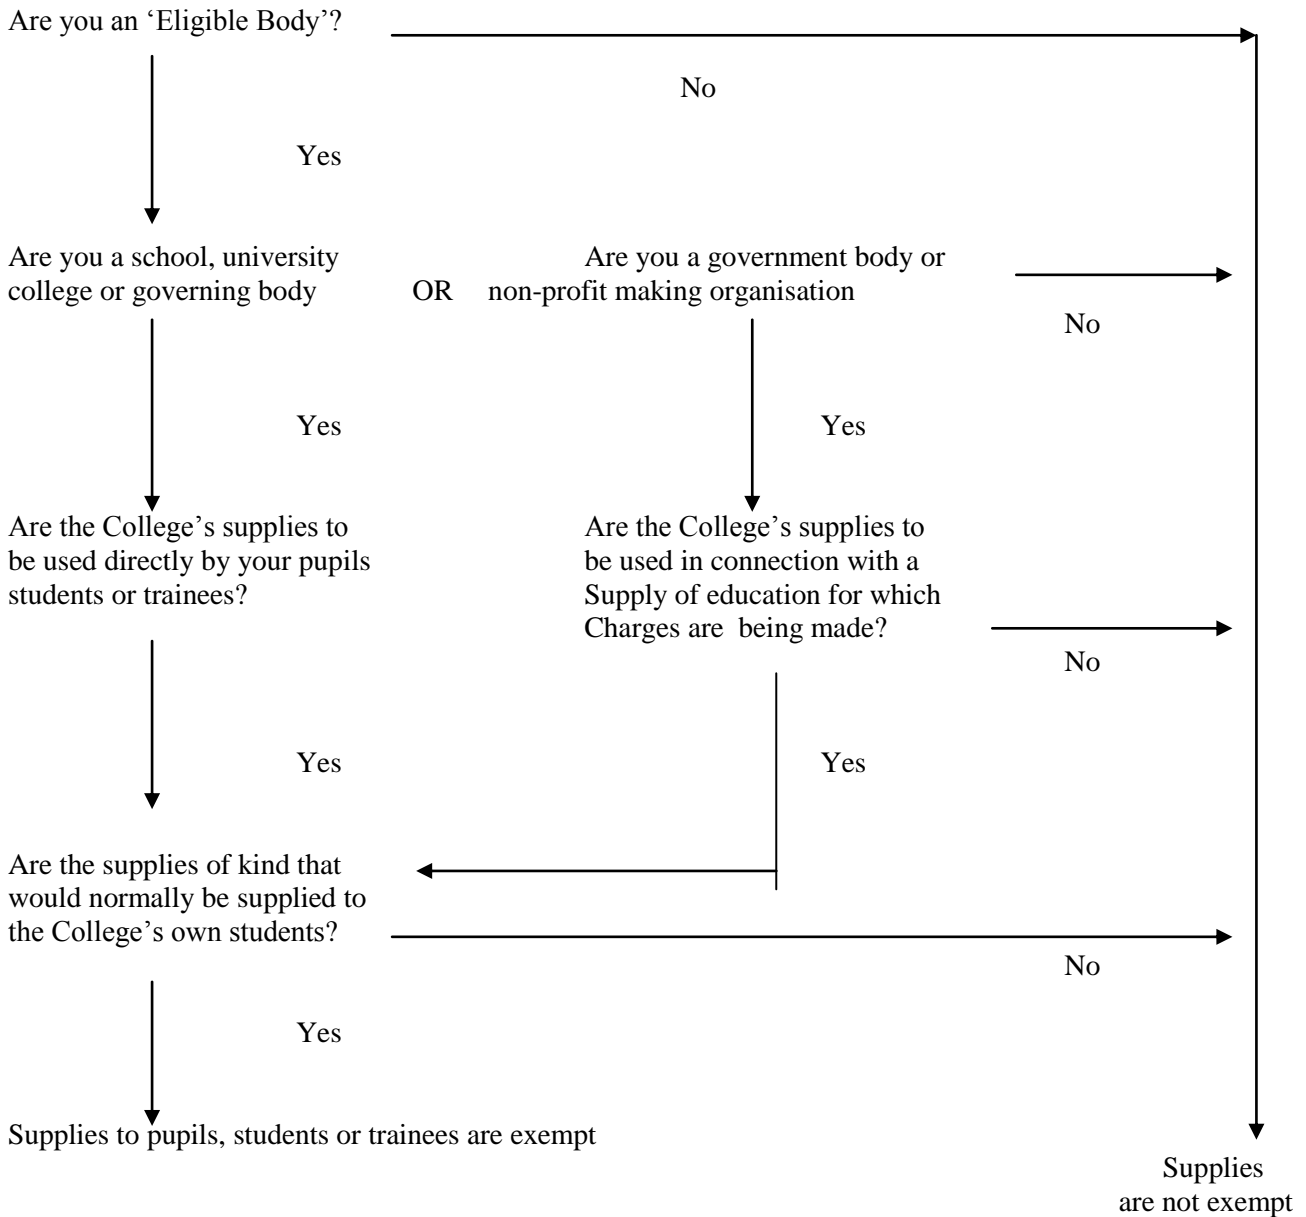 Are you an ‘Eligible Body’?
No
Yes
Are you a school, university
college or governing body
OR
Are you a government body or
non-profit making organisation
No
Yes
Yes
Are the College’s supplies to
be used directly by your pupils
students or trainees?
Are the College’s supplies to
be used in connection with a
Supply of education for which
Charges are being made?
No
Yes
Yes
Are the supplies of kind that
would normally be supplied to
the College’s own students?
No
Yes
Supplies to pupils, students or trainees are exempt
Supplies
are not exempt